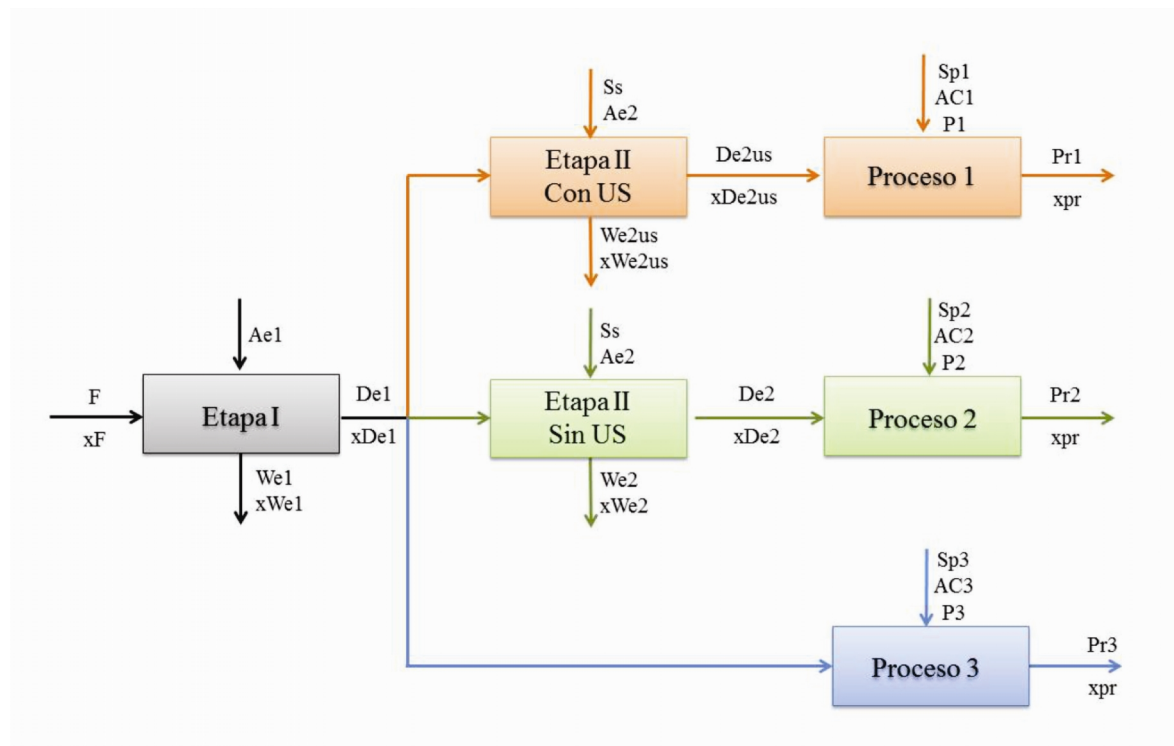 Ss
Ae2
Etapa II
Con US
We2us
xWe2us
De2us
xDe2us
Sp1
AC1
P1
Proceso 1
Pr1
xpr
Ae1
F
xF
Etapa I
We1
xWe1
De1
xDe1
Ss
Ae2
Etapa II
Sin US
We2
xWe2
De2
xDe2
Sp2
AC2
P2
Proceso 2
Pr2
xpr
Sp3
AC3
P3
Proceso 3
Pr3
xpr